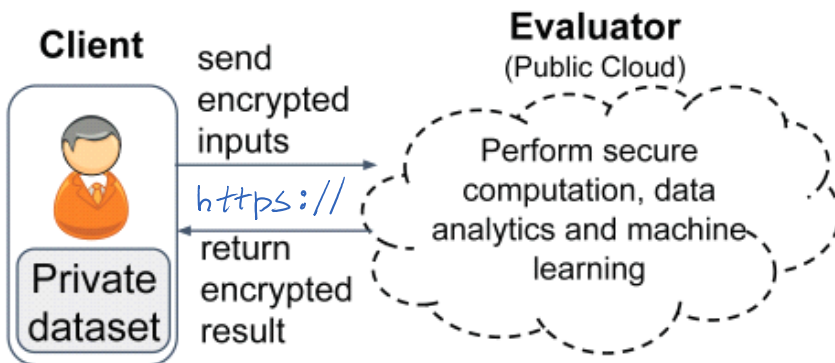 Client
Private
dataset
send
encrypted
inputs
https://
return
encrypted
result
Evaluator
(Public Cloud)
Perform secure
computation, data
analytics and machine
learning